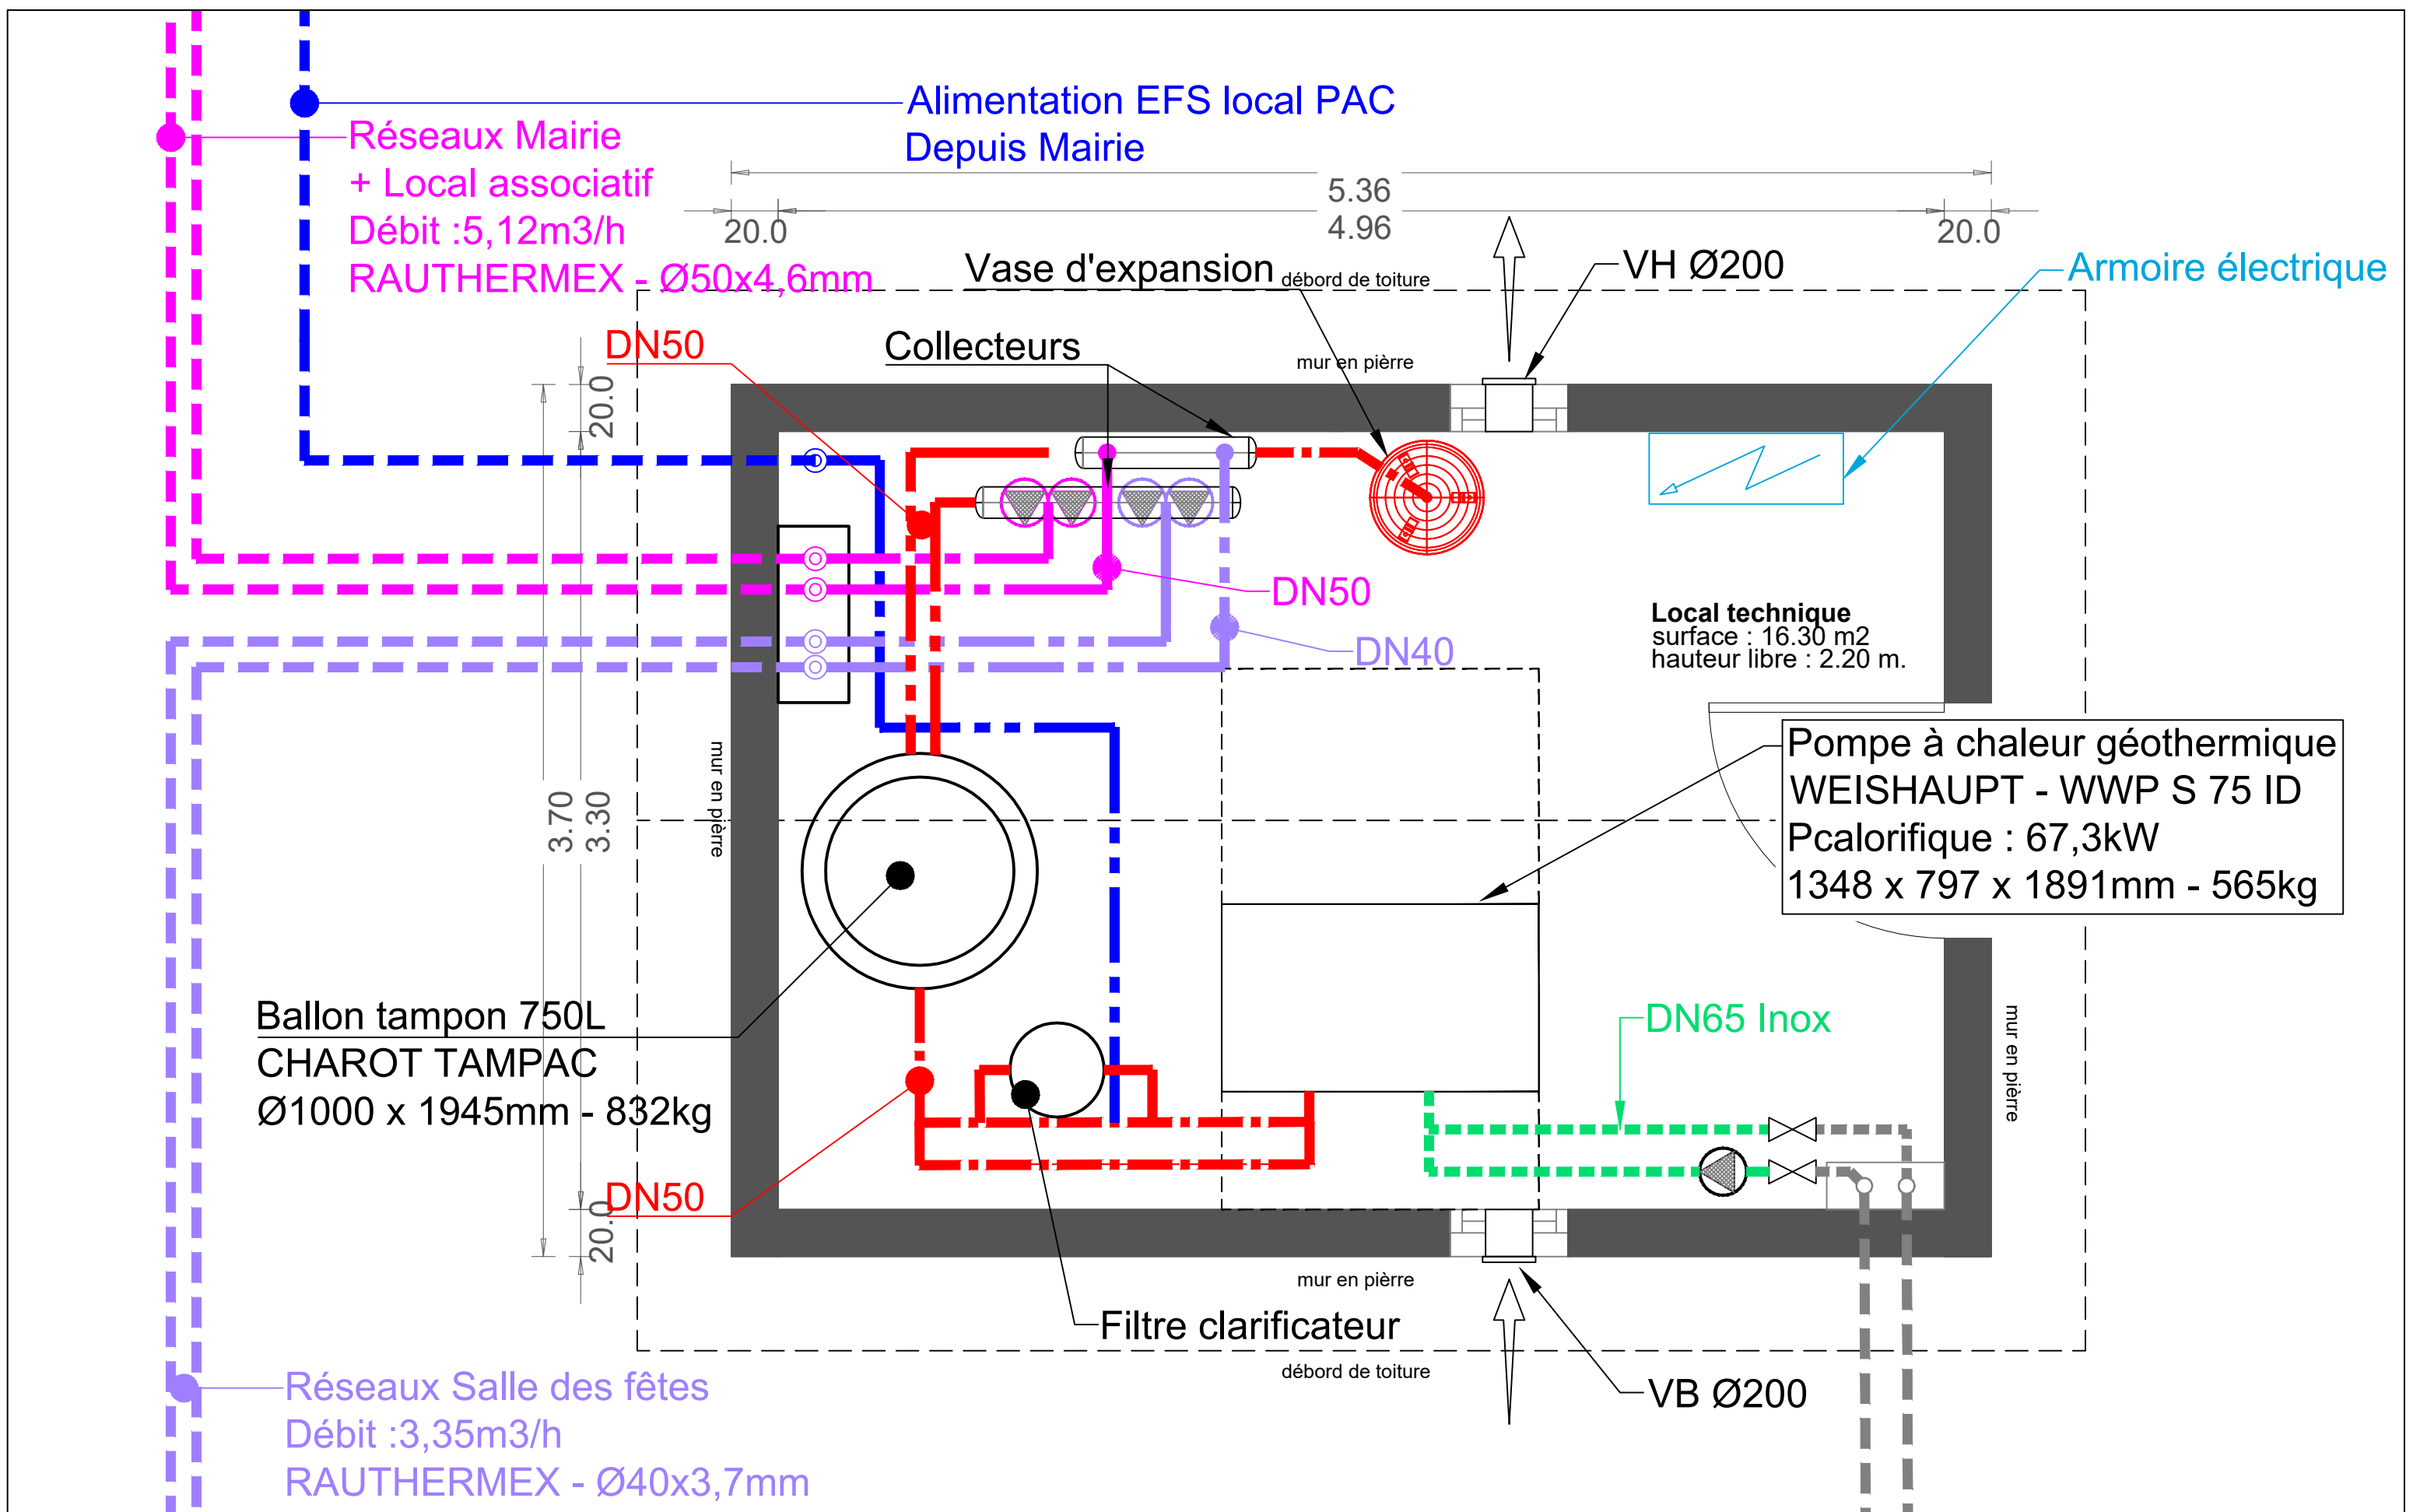 Alimentation EFS local PAC
Depuis Mairie
Réseaux Mairie
+ Local associatif
Débit :5,12m3/h
RAUTHERMEX - Ø50x4,6mm
5.36
4.96
20.0
20.0
Vase d'expansion
débord de toiture
VH Ø200
Armoire électrique
DN50
Collecteurs
mur en pièrre
20.0
DN50
DN40
Local technique
surface : 16.30 m2
hauteur libre : 2.20 m.
mur en pièrre
3.70
3.30
Pompe à chaleur géothermique
WEISHAUPT - WWP S 75 ID
Pcalorifique : 67,3kW
1348 x 797 x 1891mm - 565kg
Ballon tampon 750L
CHAROT TAMPAC
Ø1000 x 1945mm - 832kg
DN65 Inox
mur en pièrre
DN50
20.0
mur en pièrre
Filtre clarificateur
débord de toiture
VB Ø200
Réseaux Salle des fêtes
Débit :3,35m3/h
RAUTHERMEX - Ø40x3,7mm